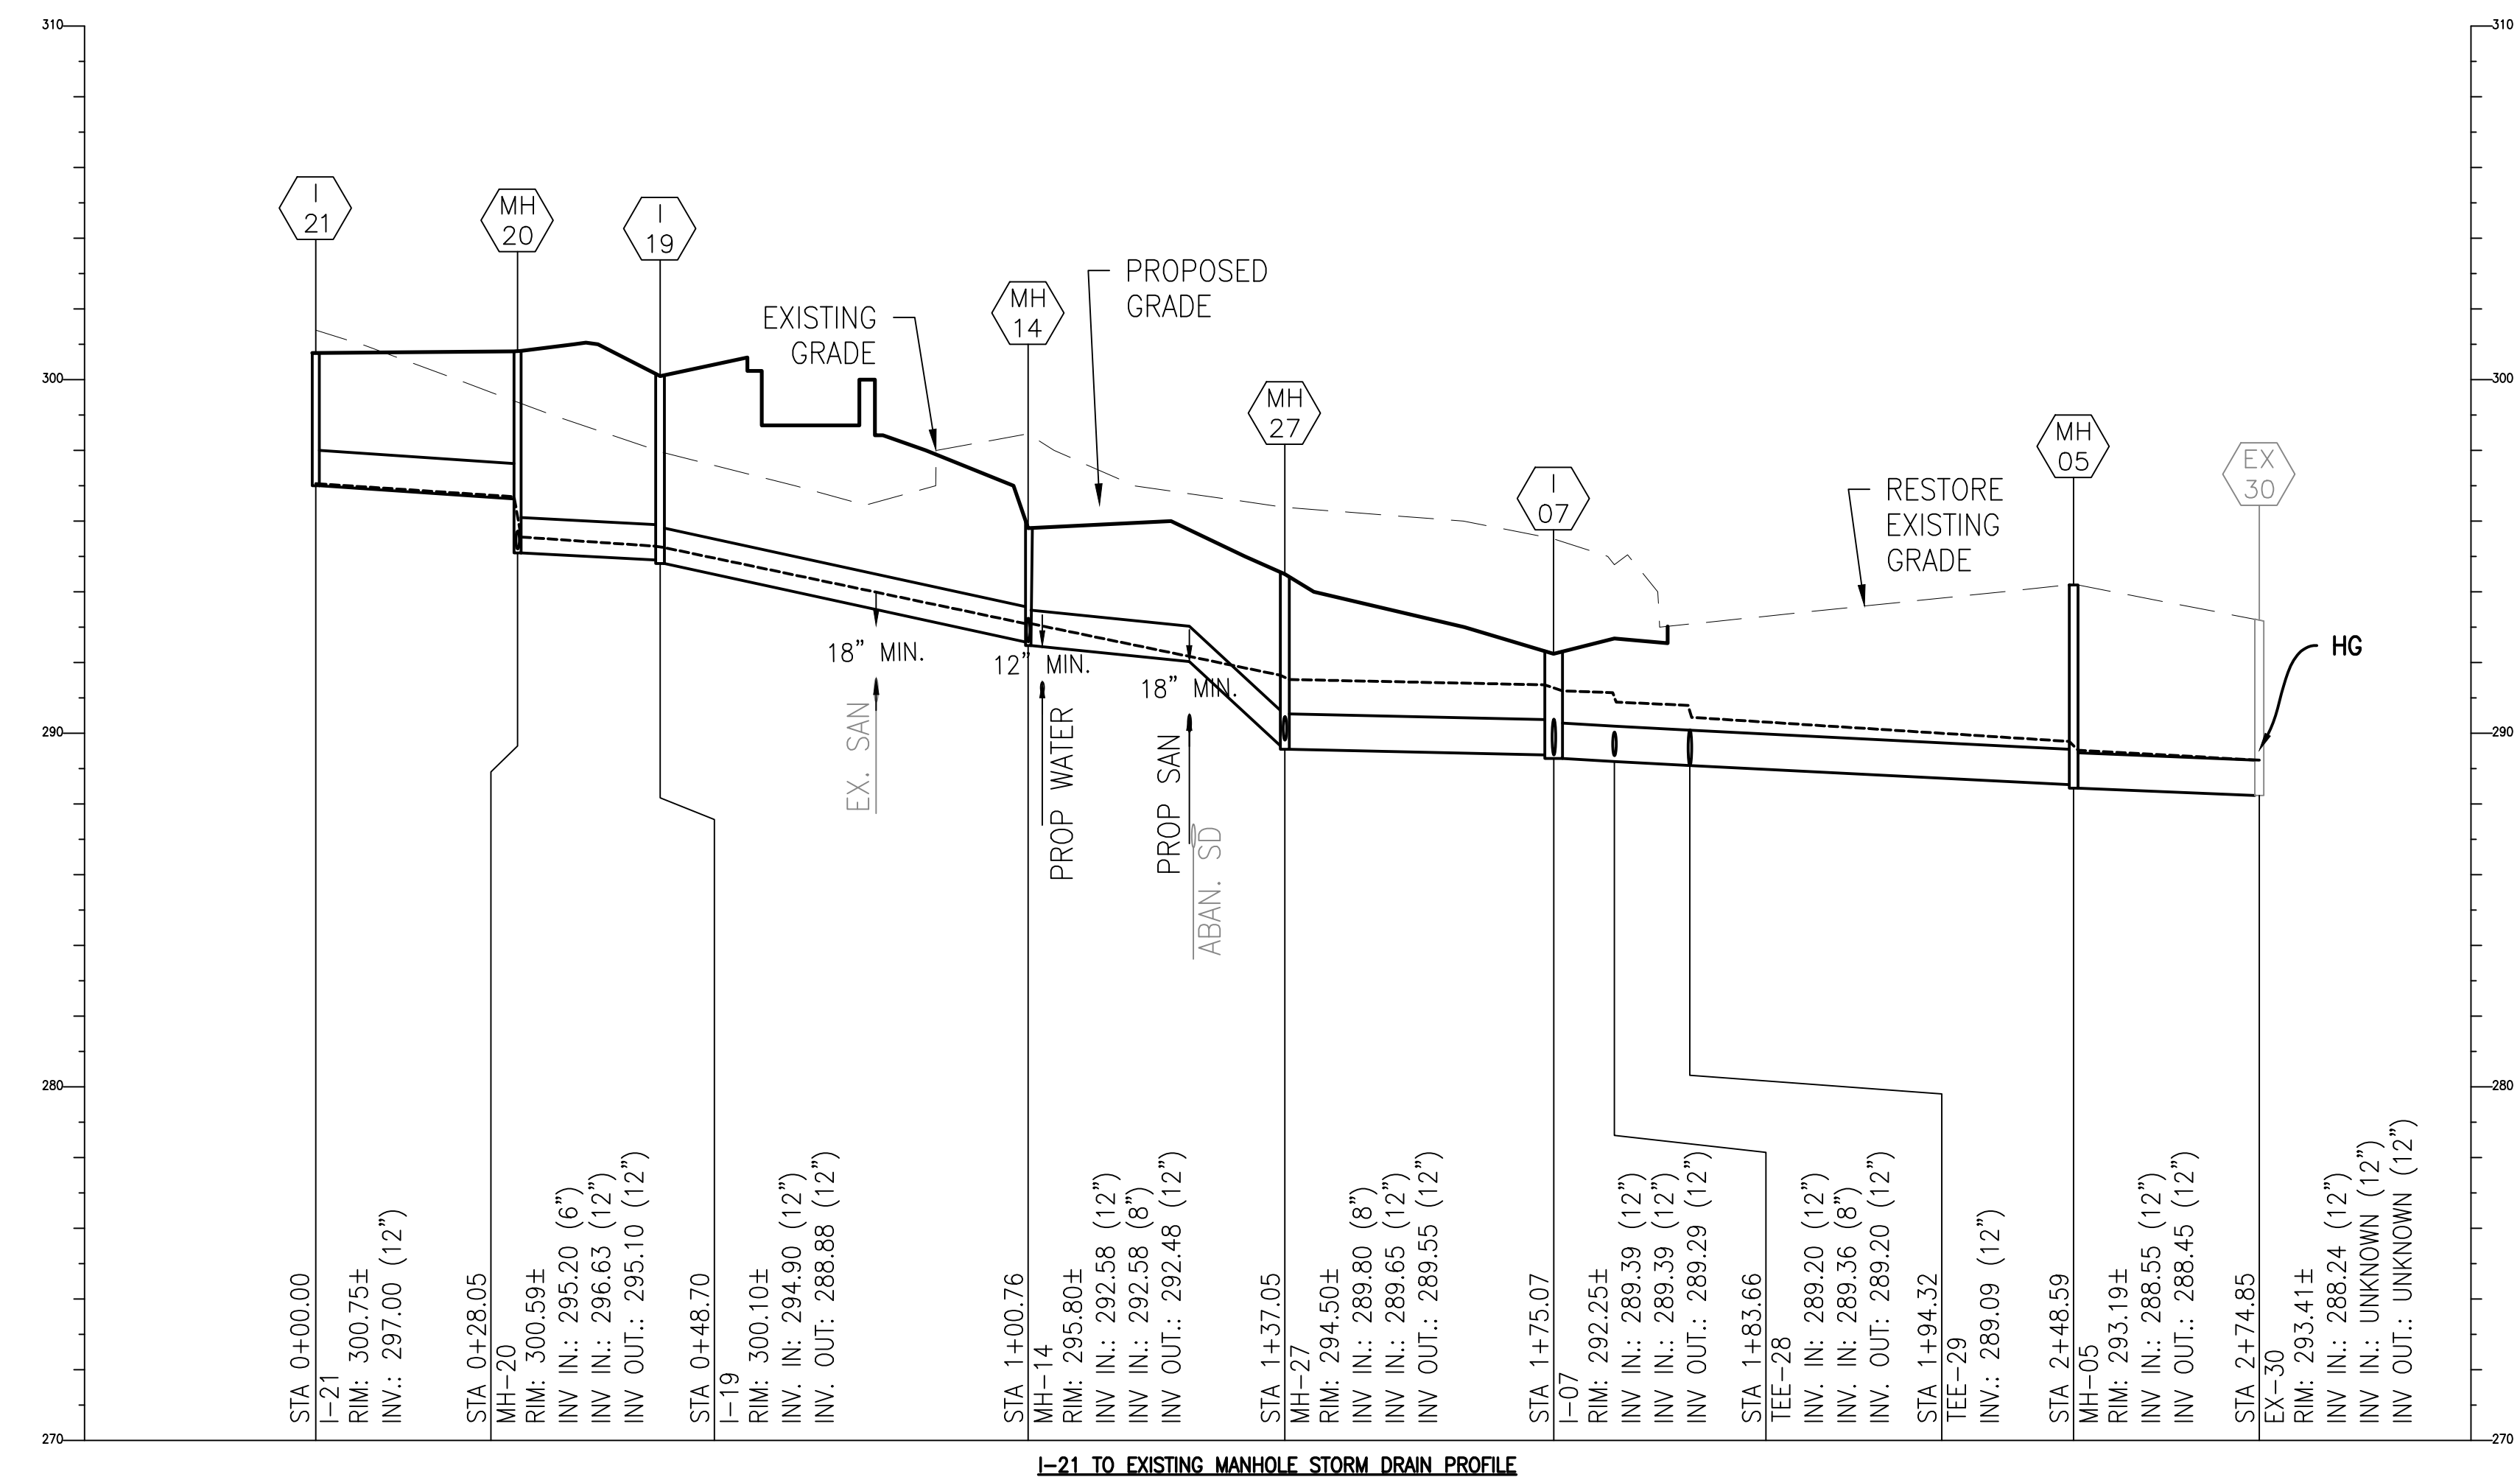 310
310
300
300
290
290
280
280
270
270
I
21
MH
20
I
19
MH
14
MH
27
I
07
MH
05
EX
30
EXISTING
GRADE
PROPOSED
GRADE
RESTORE
EXISTING
GRADE
HG
18" MIN.
12" MIN.
18" MIN.
EX. SAN
PROP WATER
PROP SAN
ABAN. SD
STA 0+00.00
I-21
RIM: 300.75±
INV.: 297.00 (12")
STA 0+28.05
MH-20
RIM: 300.59±
INV IN.: 295.20 (6")
INV IN.: 296.63 (12")
INV OUT.: 295.10 (12")
STA 0+48.70
I-19
RIM: 300.10±
INV. IN: 294.90 (12")
INV. OUT: 288.88 (12")
STA 1+00.76
MH-14
RIM: 295.80±
INV IN.: 292.58 (12")
INV IN.: 292.58 (8")
INV OUT.: 292.48 (12")
STA 1+37.05
MH-27
RIM: 294.50±
INV IN.: 289.80 (8")
INV IN.: 289.65 (12")
INV OUT.: 289.55 (12")
STA 1+75.07
I-07
RIM: 292.25±
INV IN.: 289.39 (12")
INV IN.: 289.39 (12")
INV OUT.: 289.29 (12")
STA 1+83.66
TEE-28
INV. IN: 289.20 (12")
INV. IN: 289.36 (8")
INV. OUT: 289.20 (12")
STA 1+94.32
TEE-29
INV.: 289.09 (12")
STA 2+48.59
MH-05
RIM: 293.19±
INV IN.: 288.55 (12")
INV OUT.: 288.45 (12")
STA 2+74.85
EX-30
RIM: 293.41±
INV IN.: 288.24 (12")
INV IN.: UNKNOWN (12")
INV OUT.: UNKNOWN (12")
I-21 TO EXISTING MANHOLE STORM DRAIN PROFILE